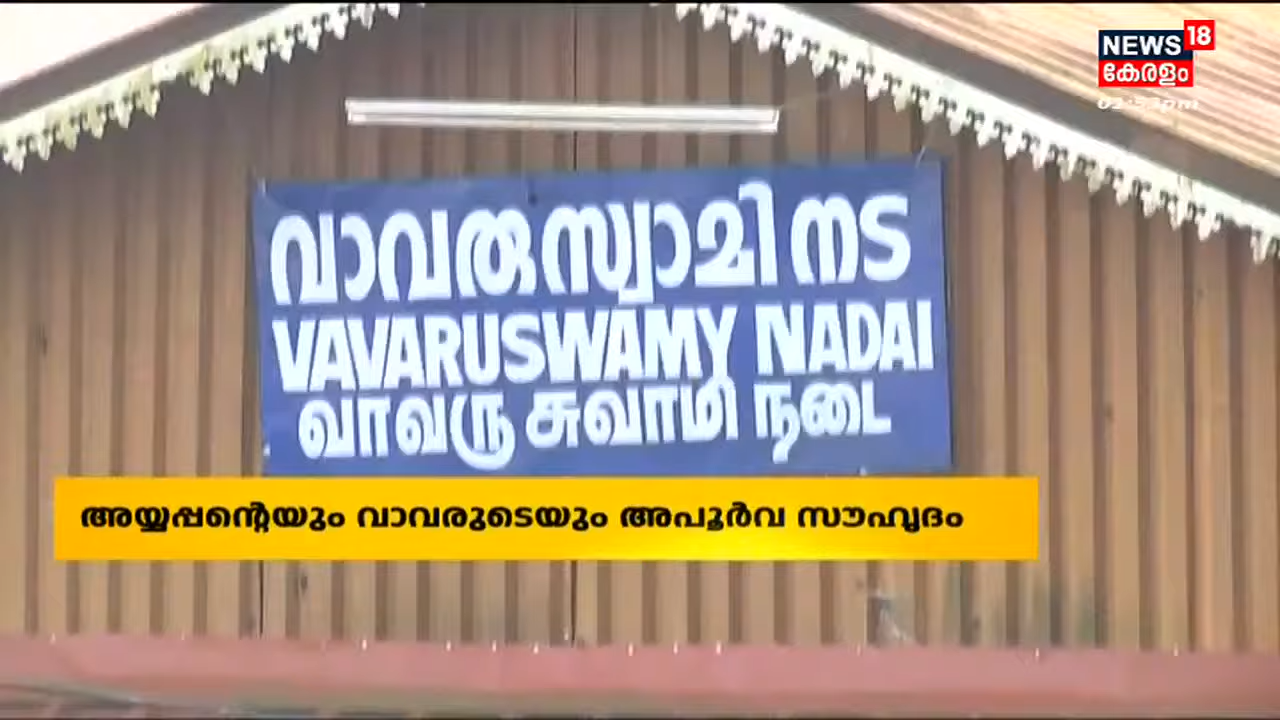 NEWS 18
കേരളം
വാവരുസ്വാമി നട
VAVARUSWAMY NADAI
வாவரு சுவாமி நடை
അയ്യപ്പന്റെയും വാവരുടെയും അപൂർവ സൗഹൃദം